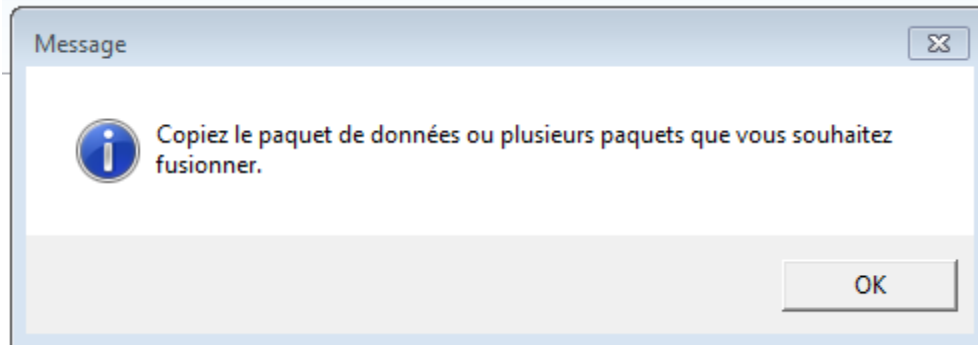 Message
Copiez le paquet de données ou plusieurs paquets que vous souhaitez
fusionner.
OK